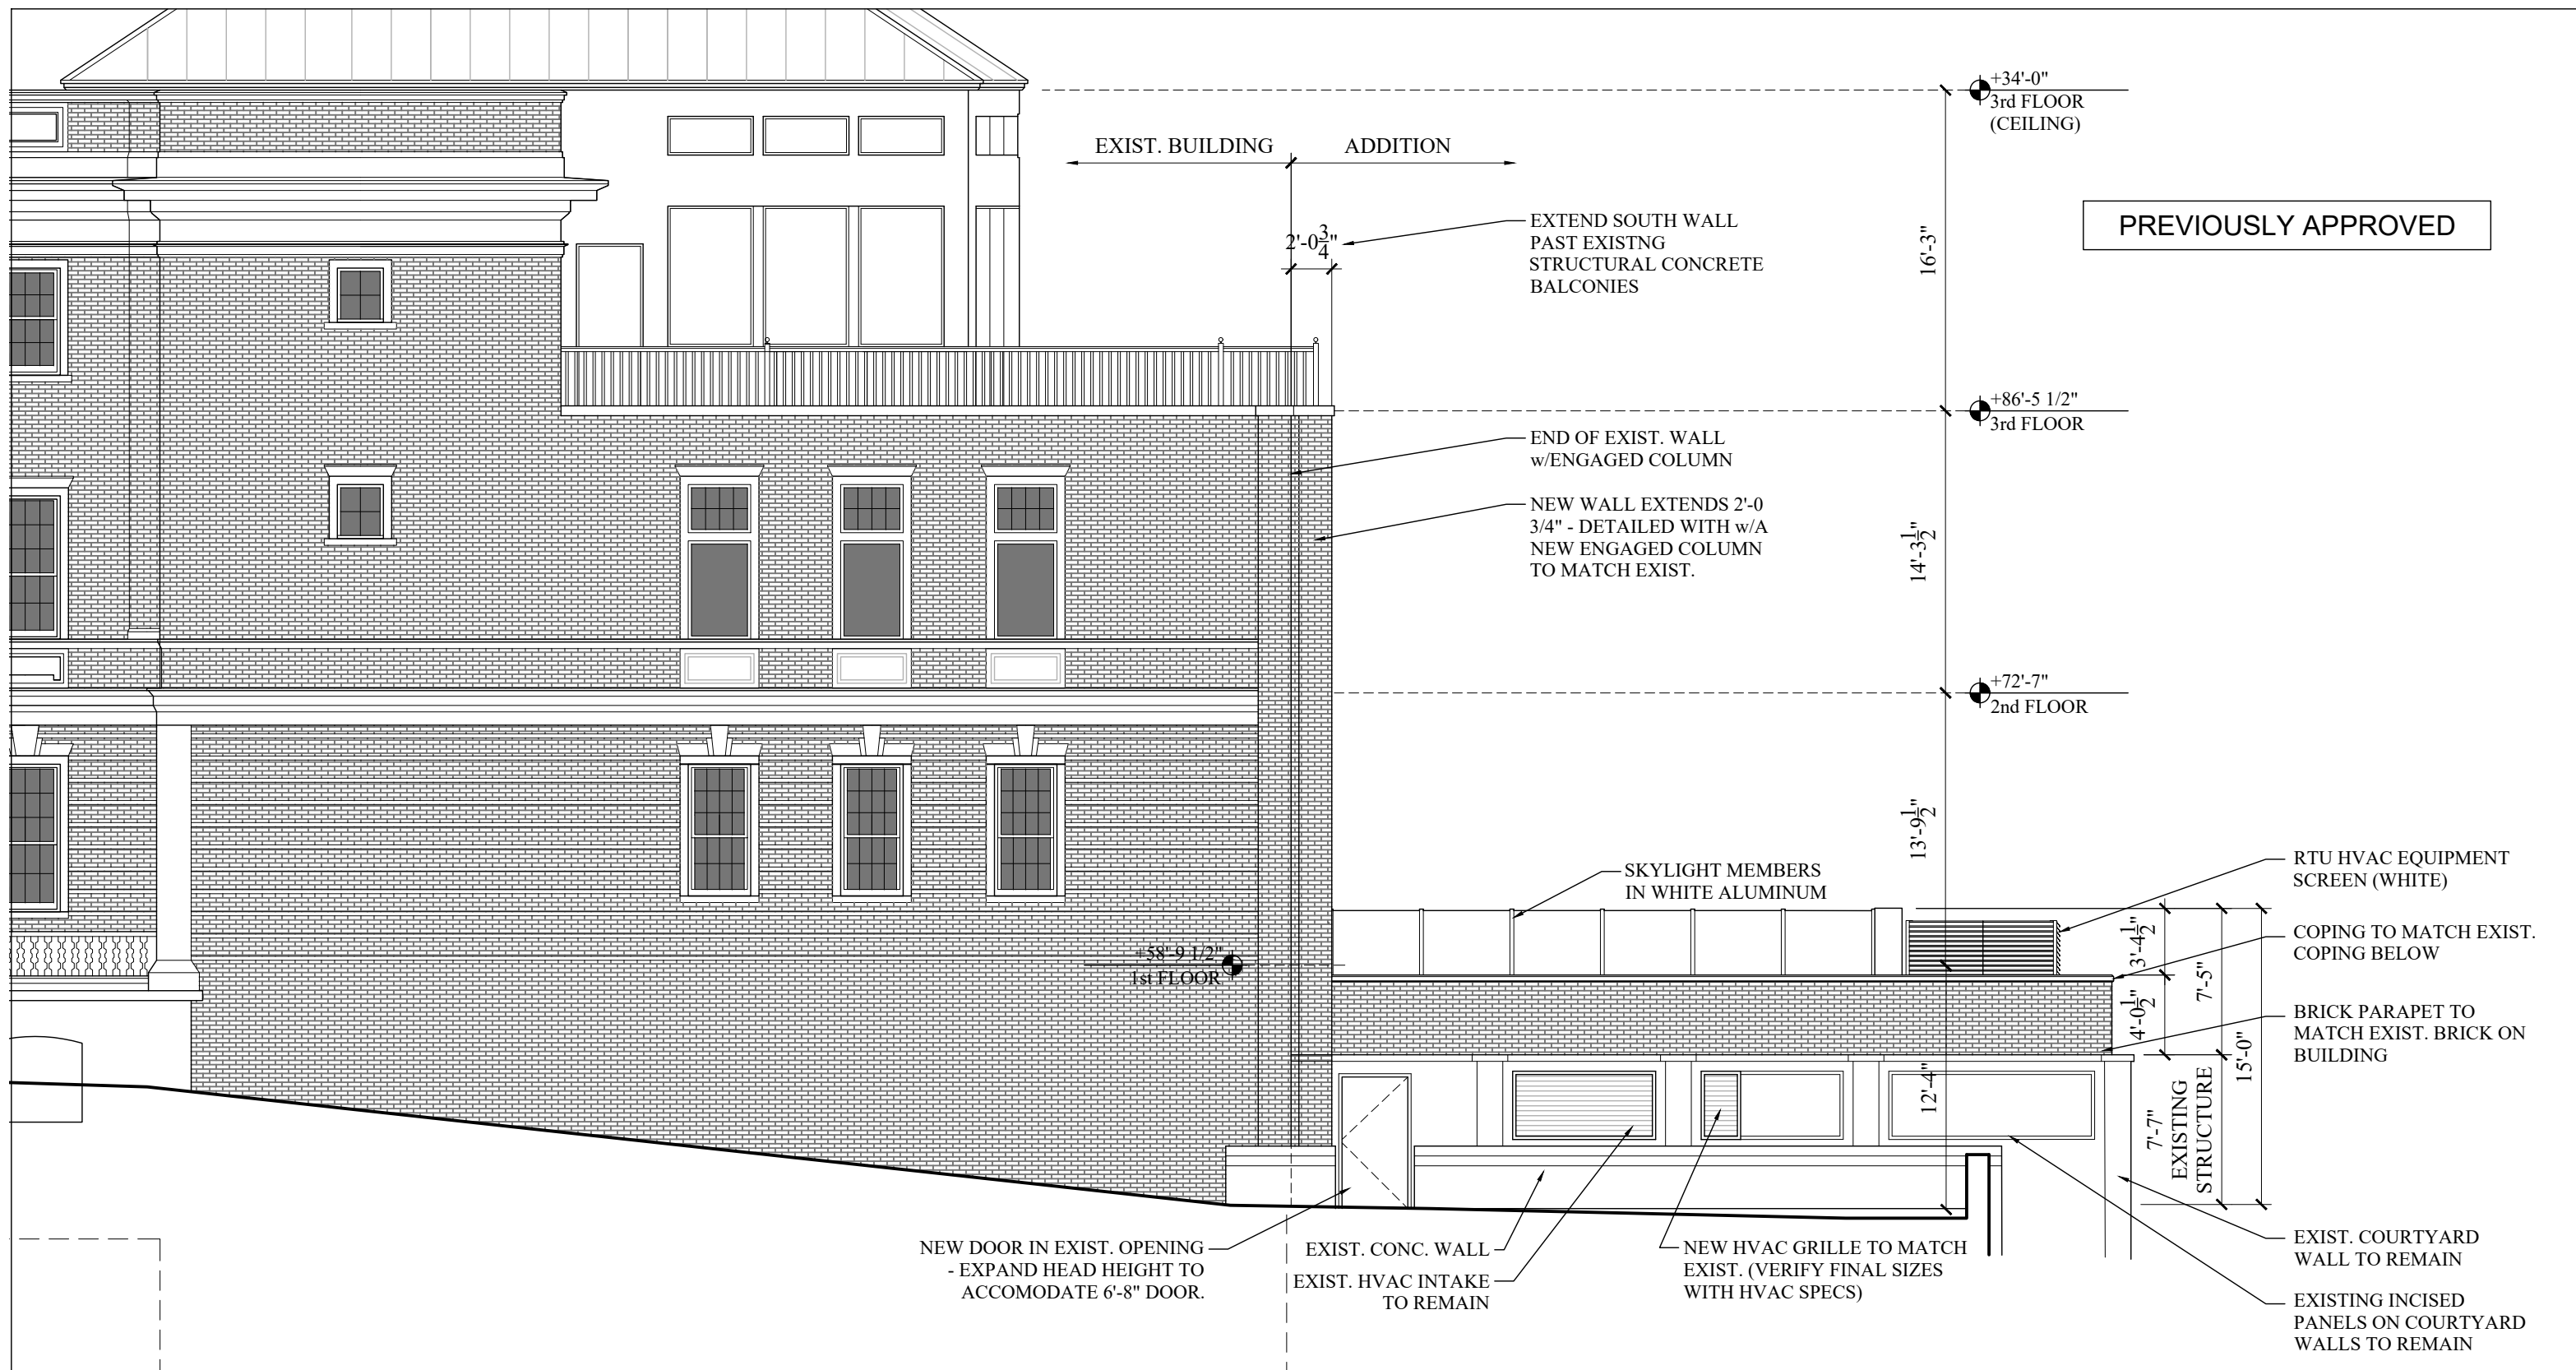 +34'-0"
3rd FLOOR
(CEILING)
EXIST. BUILDING
ADDITION
PREVIOUSLY APPROVED
EXTEND SOUTH WALL
PAST EXISTNG
STRUCTURAL CONCRETE
BALCONIES
2'-0 3/4"
16'-3"
+86'-5 1/2"
3rd FLOOR
END OF EXIST. WALL
w/ENGAGED COLUMN
NEW WALL EXTENDS 2'-0
3/4" - DETAILED WITH w/A
NEW ENGAGED COLUMN
TO MATCH EXIST.
14'-3 1/2"
+72'-7"
2nd FLOOR
13'-9 1/2"
SKYLIGHT MEMBERS
IN WHITE ALUMINUM
RTU HVAC EQUIPMENT
SCREEN (WHITE)
COPING TO MATCH EXIST.
COPING BELOW
+58'-9 1/2"
1st FLOOR
3'-4 1/2"
7'-5"
4'-0 1/2"
15'-0"
BRICK PARAPET TO
MATCH EXIST. BRICK ON
BUILDING
12'-4"
7'-7"
EXISTING
STRUCTURE
NEW DOOR IN EXIST. OPENING
- EXPAND HEAD HEIGHT TO
ACCOMODATE 6'-8" DOOR.
EXIST. CONC. WALL
EXIST. HVAC INTAKE
TO REMAIN
NEW HVAC GRILLE TO MATCH
EXIST. (VERIFY FINAL SIZES
WITH HVAC SPECS)
EXIST. COURTYARD
WALL TO REMAIN
EXISTING INCISED
PANELS ON COURTYARD
WALLS TO REMAIN